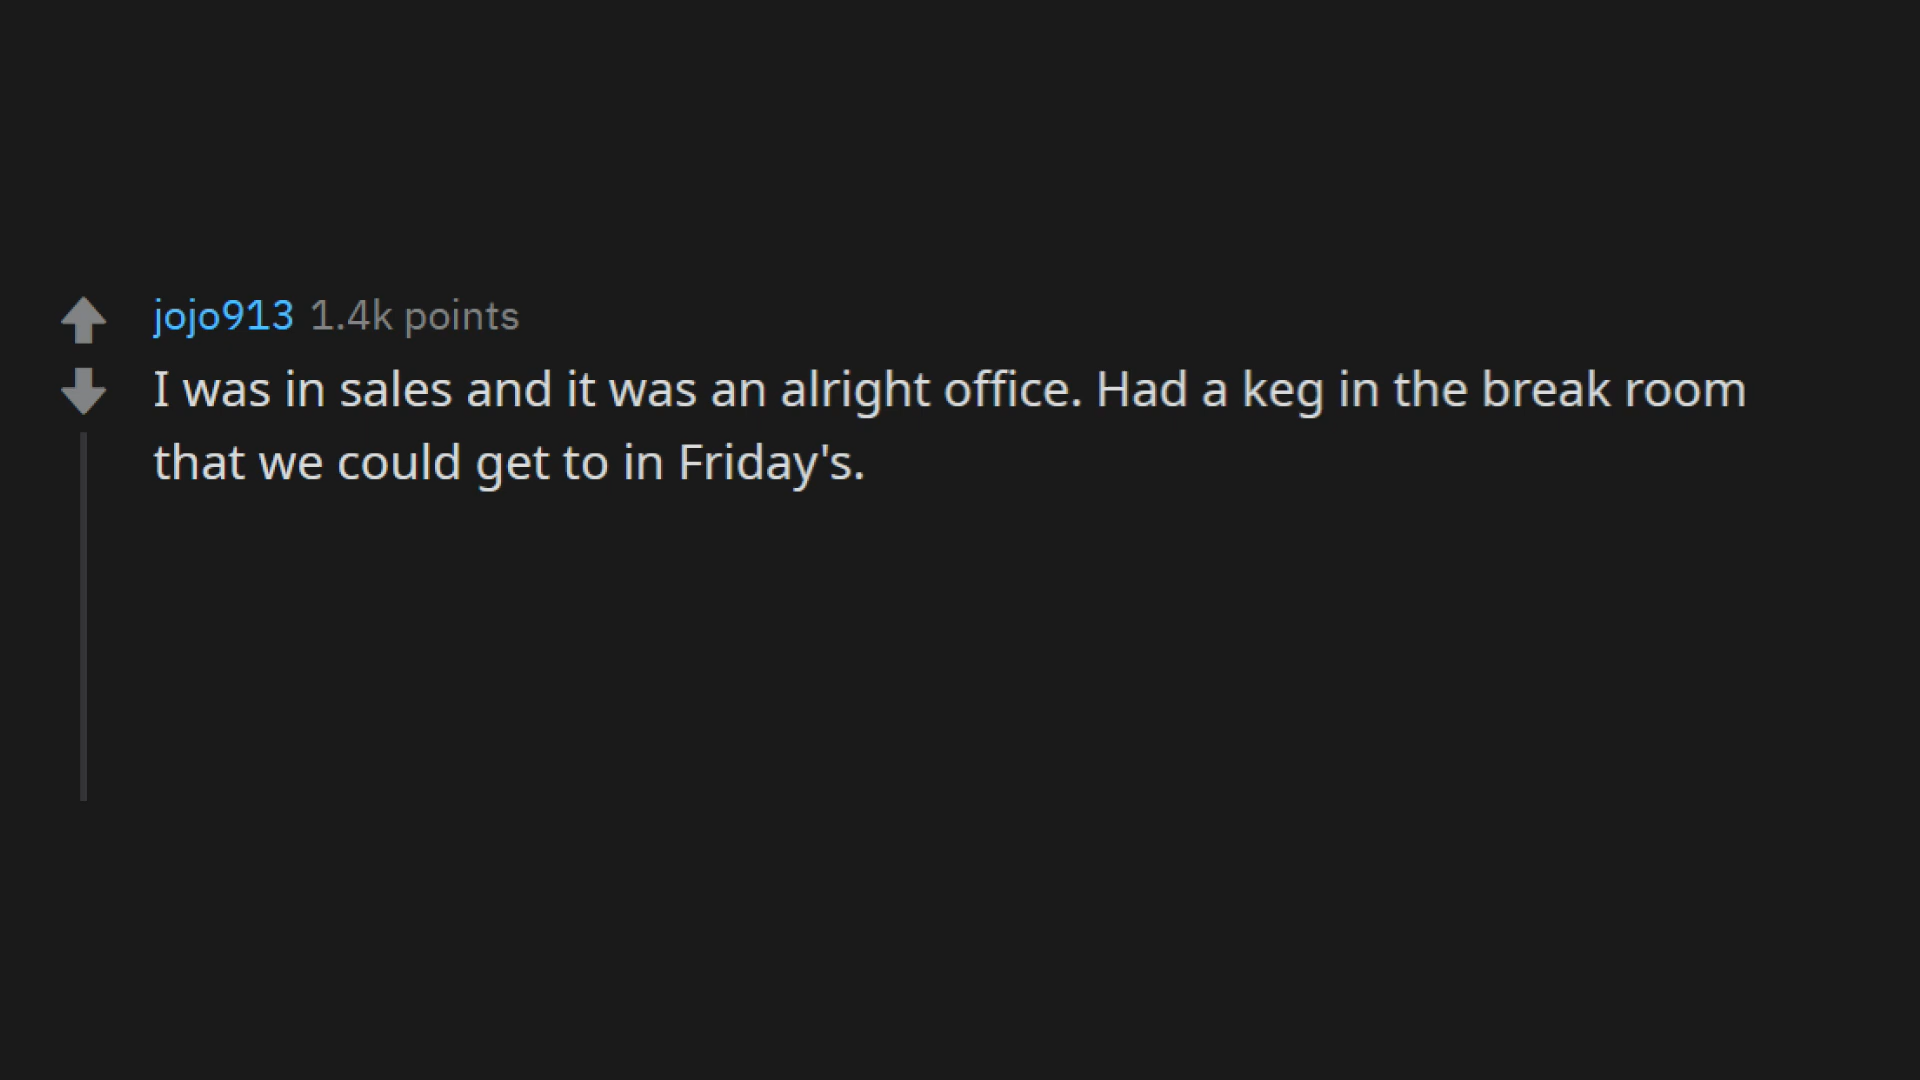 jojo913 1.4k points
I was in sales and it was an alright office. Had a keg in the break room
that we could get to in Friday's.